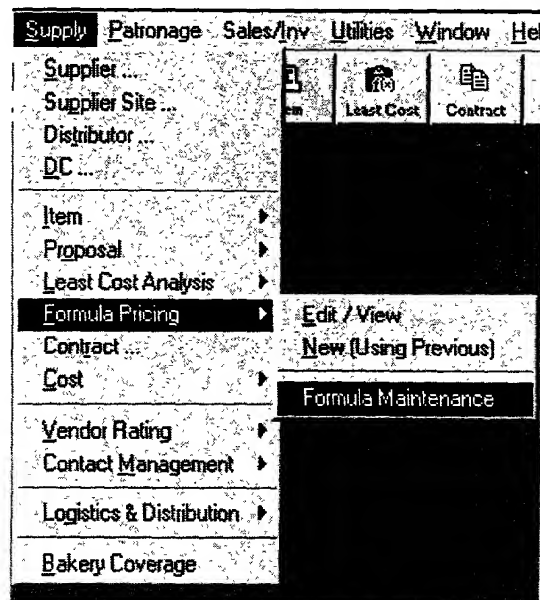 Supply Patronage Sales/Inv Utilities Window Hel
Supplier ...
Supplier Site ...
Distributor ...
DC ...
em Least Cost Contract
Item
Proposal
Least Cost Analysis
Formula Pricing
Contract ...
Cost
Vendor Rating
Contact Management
Logistics & Distribution
Bakery Coverage
Edit / View
New (Using Previous)
Formula Maintenance